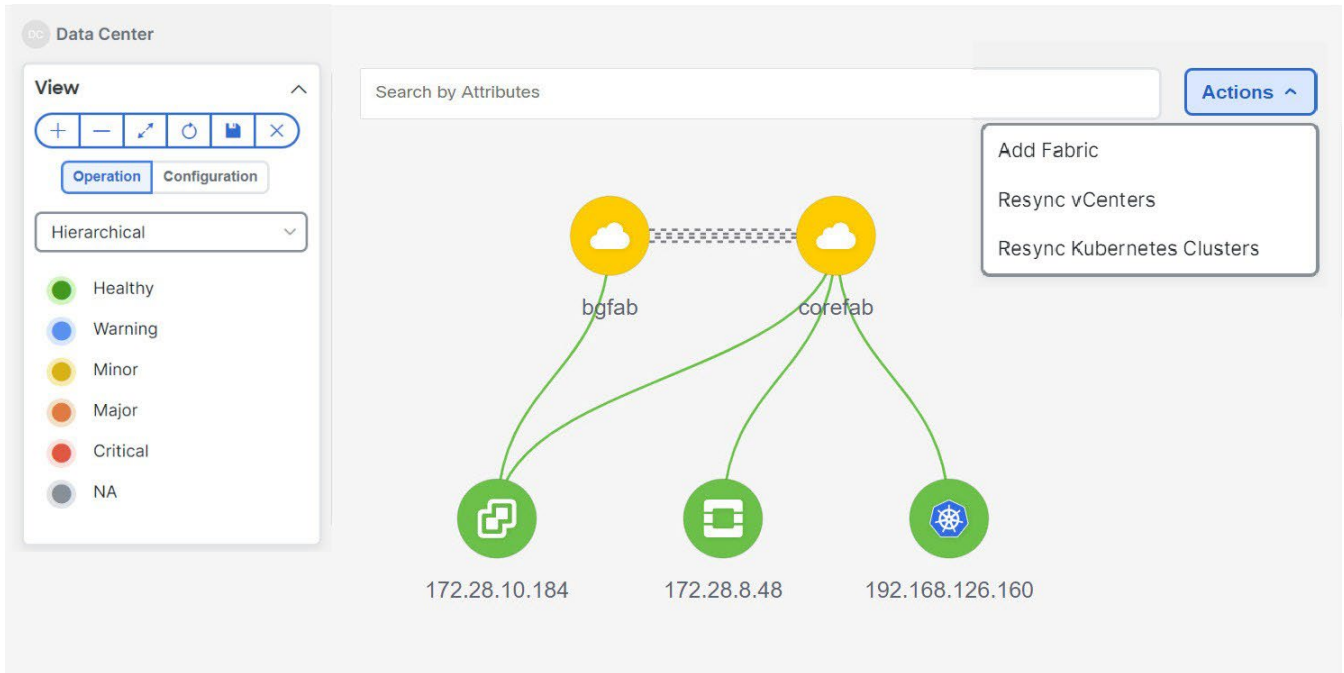 DC Data Center
View
Search by Attributes
Actions
Operation Configuration
Hierarchical
Healthy
Warning
Minor
Major
Critical
NA
Add Fabric
Resync vCenters
Resync Kubernetes Clusters
bgfab
corefab
172.28.10.184
172.28.8.48
192.168.126.160